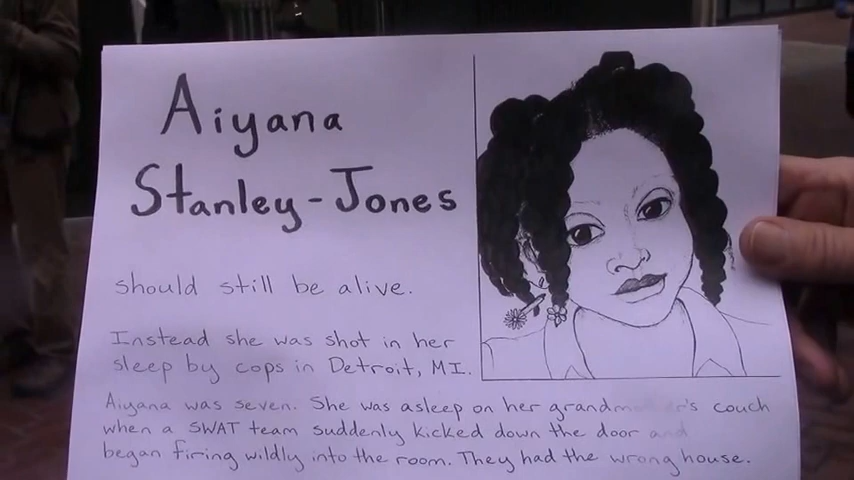 Aiyana
Stanley-Jones
should still be alive.
Instead she was shot in her
sleep by cops in Detroit, MI.
Aiyana was seven. She was asleep on her grandmother's couch
when a SWAT team suddenly kicked down the door and
began firing wildly into the room. They had the wrong house.